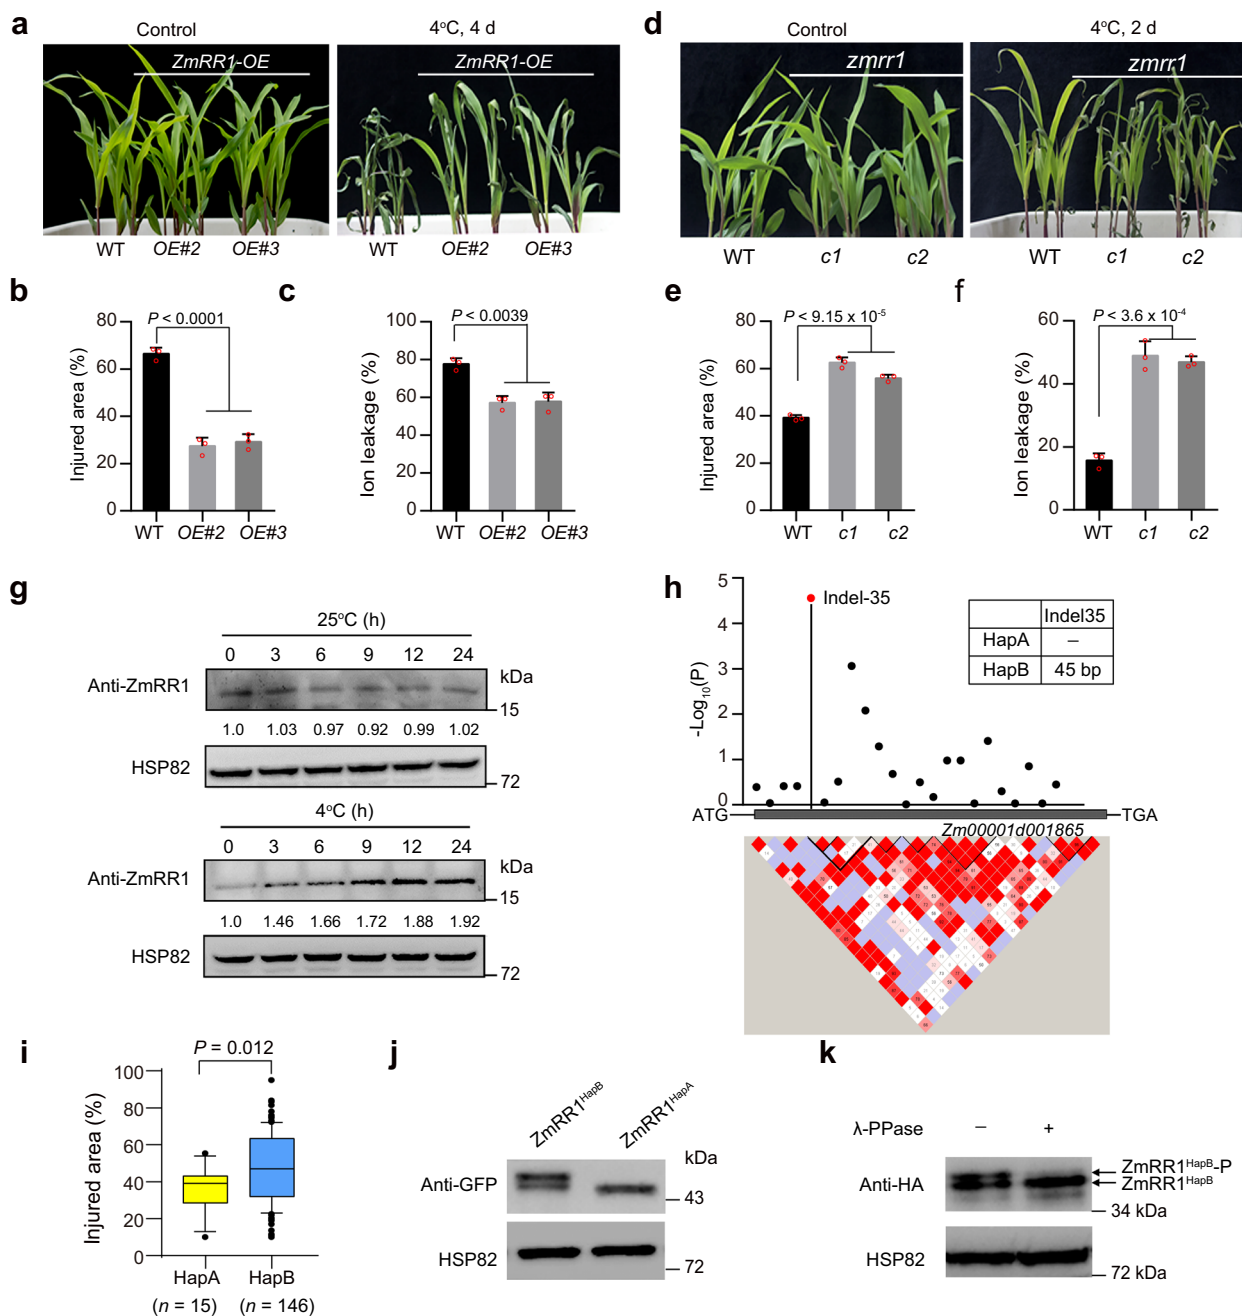 a
Control
4°C, 4 d
ZmRR1-OE
ZmRR1-OE
WT OE#2 OE#3
WT OE#2 OE#3
d
Control
4°C, 2 d
zmrr1
zmrr1
WT c1 c2
WT c1 c2
b
P < 0.0001
Injured area (%)
80
60
40
20
0
WT OE#2 OE#3
c
P < 0.0039
Ion leakage (%)
100
80
60
40
20
0
WT OE#2 OE#3
e
P < 9.15 x 10-5
Injured area (%)
80
60
40
20
0
WT c1 c2
f
P < 3.6 x 10-4
Ion leakage (%)
60
40
20
0
WT c1 c2
g
25°C (h)
0 3 6 9 12 24
kDa
Anti-ZmRR1
15
1.0 1.03 0.97 0.92 0.99 1.02
HSP82
72
4°C (h)
0 3 6 9 12 24
kDa
Anti-ZmRR1
15
1.0 1.46 1.66 1.72 1.88 1.92
HSP82
72
h
-Log10(P)
5
4
3
2
1
0
Indel-35
Indel35
HapA –
HapB 45 bp
ATG
TGA
Zm00001d001865
i
P = 0.012
Injured area (%)
100
80
60
40
20
0
HapA HapB
(n = 15) (n = 146)
j
ZmRR1HapB
ZmRR1HapA
kDa
Anti-GFP
43
HSP82
72
k
λ-PPase – +
Anti-HA
ZmRR1HapB-P
ZmRR1HapB
34 kDa
HSP82
72 kDa